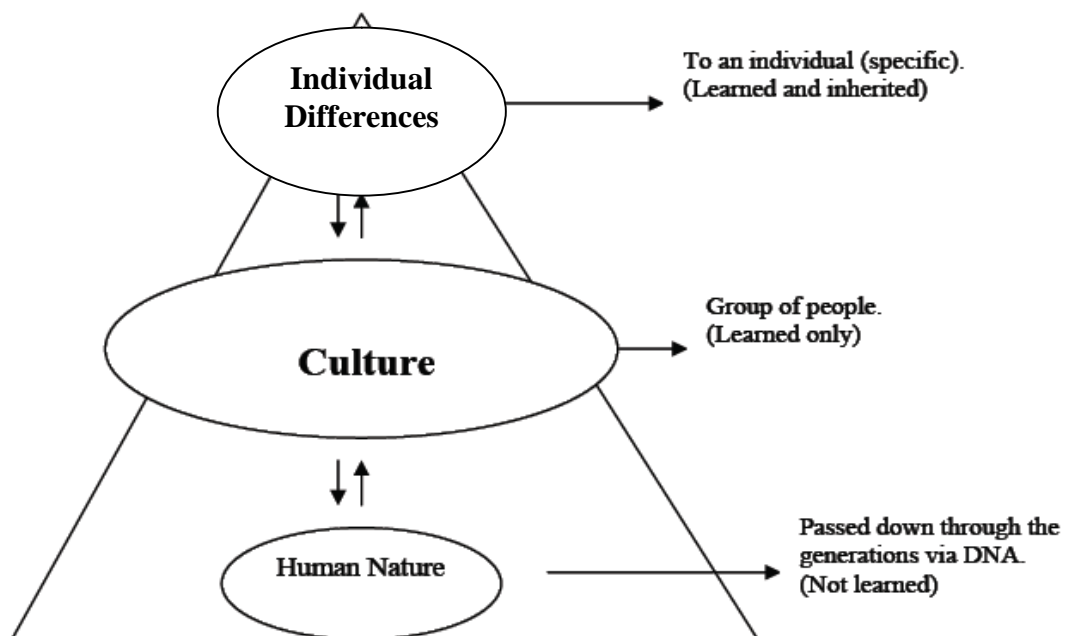 Individual
Differences
To an individual (specific).
(Learned and inherited)
Culture
Group of people.
(Learned only)
Human Nature
Passed down through the
generations via DNA.
(Not learned)